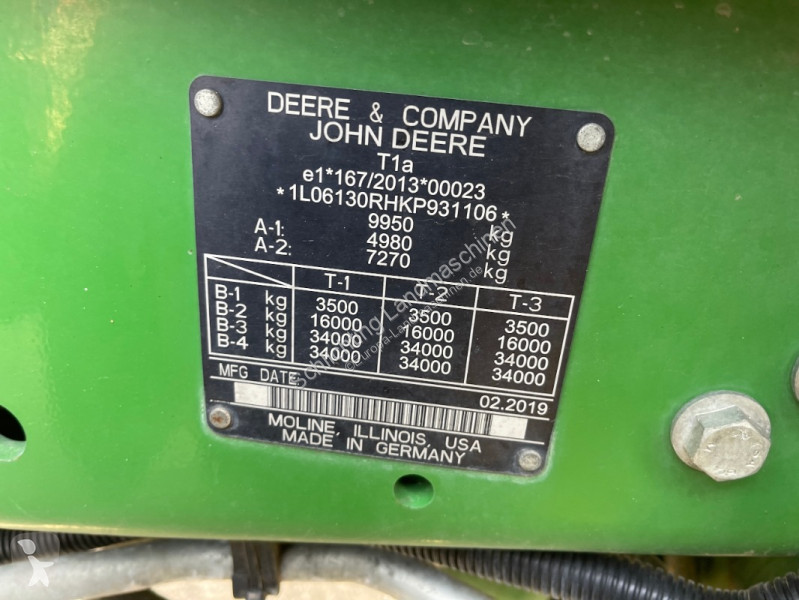 DEERE & COMPANY
JOHN DEERE
T1a
e1*167/2013*00023
*1L06130RHKP931106*
9950 kg
A-1: 4980 kg
A-2: 7270 kg
T-1 T-2 T-3
B-1 kg 3500 3500 3500
B-2 kg 16000 16000 16000
B-3 kg 34000 34000 34000
B-4 kg 34000 34000 34000
MFG DATE: 02.2019
MOLINE, ILLINOIS, USA
MADE IN GERMANY
Landmaschinen